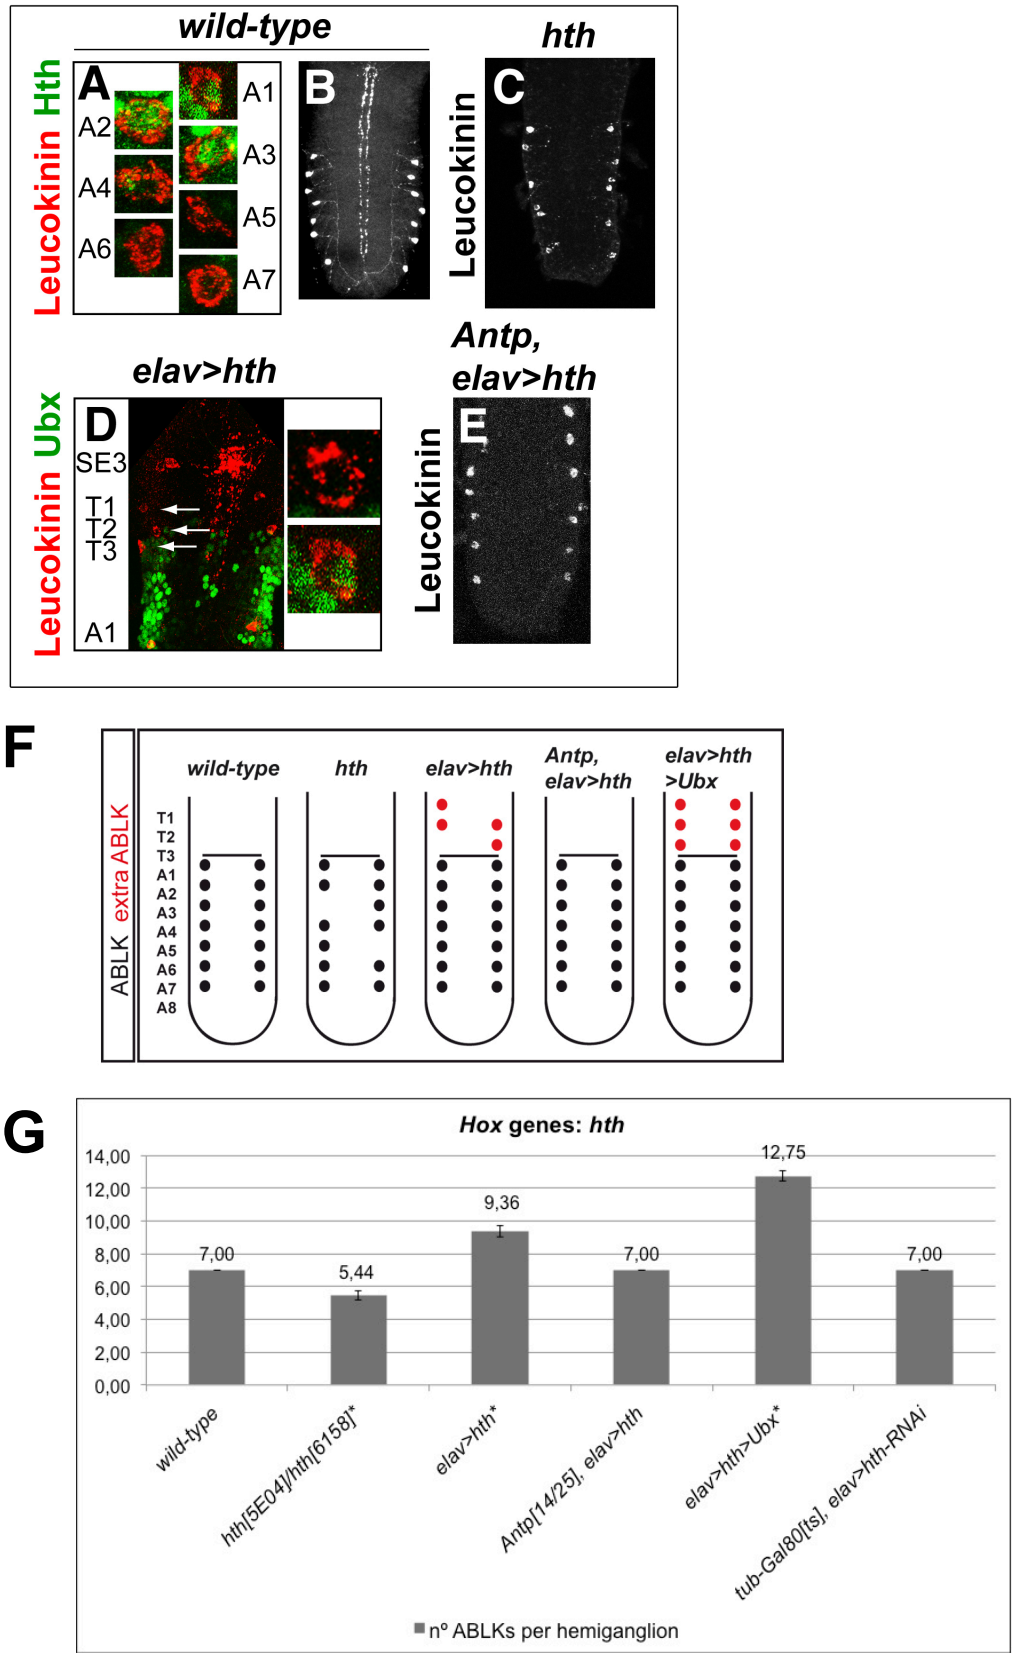 wild-type
hth
Leucokinin Hth
A
A1
A2
A3
A4
A5
A6
A7
B
Leucokinin
C
elav>hth
Antp,
elav>hth
Leucokinin Ubx
D
SE3
T1
T2
T3
A1
Leucokinin
E
F
ABLK extra ABLK
wild-type
hth
elav>hth
Antp,
elav>hth
elav>hth
>Ubx
T1
T2
T3
A1
A2
A3
A4
A5
A6
A7
A8
G
Hox genes: hth
14,00
12,00
10,00
8,00
6,00
4,00
2,00
0,00
7,00
5,44
9,36
7,00
12,75
7,00
wild-type
hth[5E04]/hth[6158]*
elav>hth*
Antp[14/25], elav>hth
elav>hth>Ubx*
tub-Gal80[ts], elav>hth-RNAi
nº ABLKs per hemiganglion